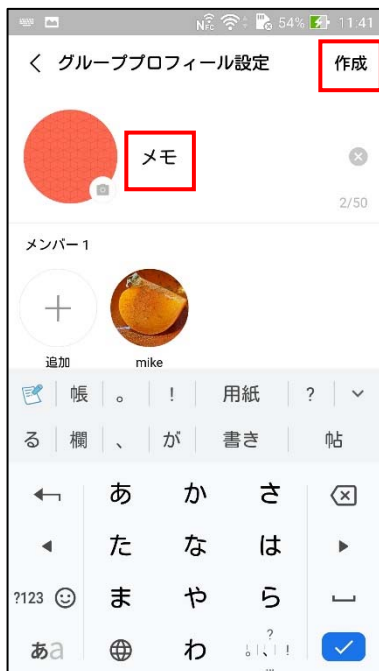 NFC 54% 11:41
グループプロフィール設定 作成
メモ
2/50
メンバー 1
追加 mike
帳 。 ! 用紙 ?
る 欄 、 が 書き 帖
あ か さ
た な は
?123 ま や ら
あa わ 、 。 ? !